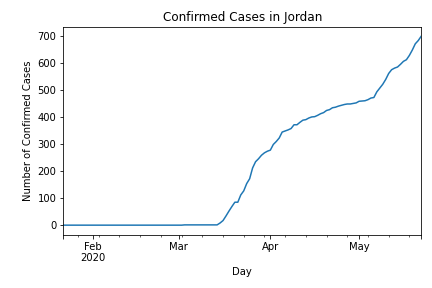 Confirmed Cases in Jordan
Number of Confirmed Cases
700
600
500
400
300
200
100
0
Feb
2020
Mar
Apr
May
Day